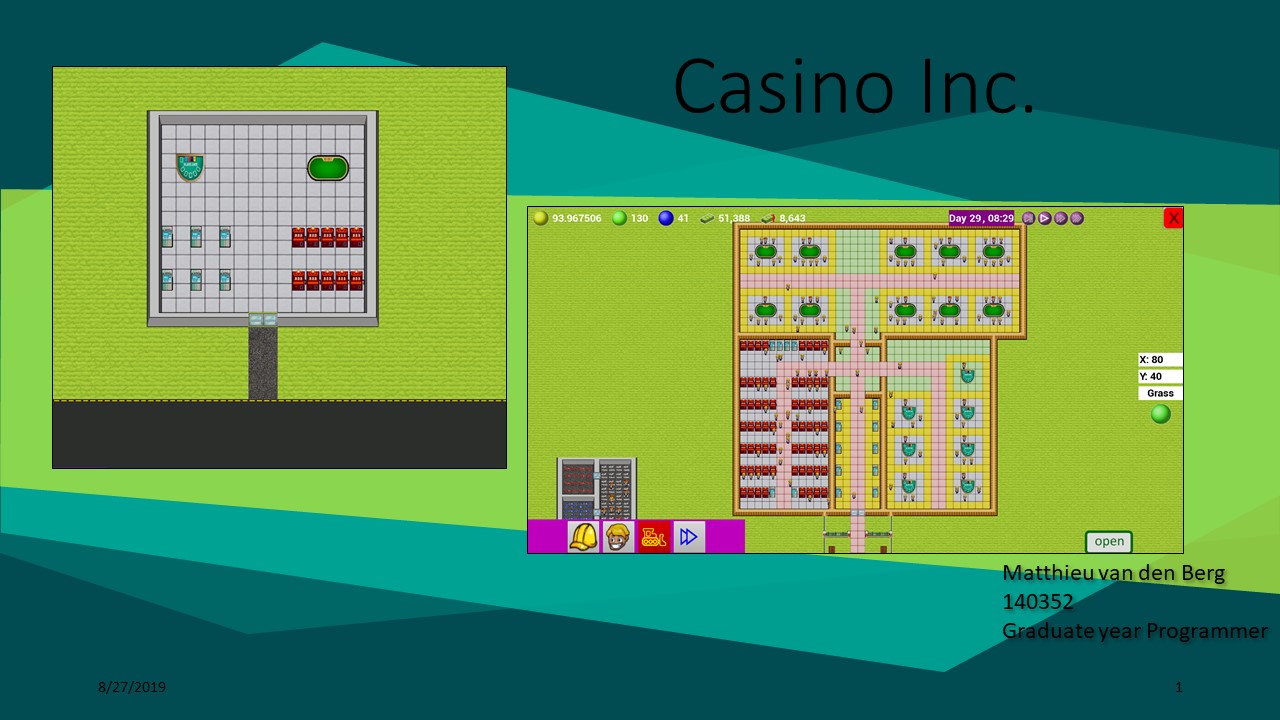 Casino Inc.
93.967506 130 41 51,388 8,643 Day 29, 08:29 X
X: 80
Y: 40
Grass
open
Matthieu van den Berg
140352
Graduate year Programmer
8/27/2019 1